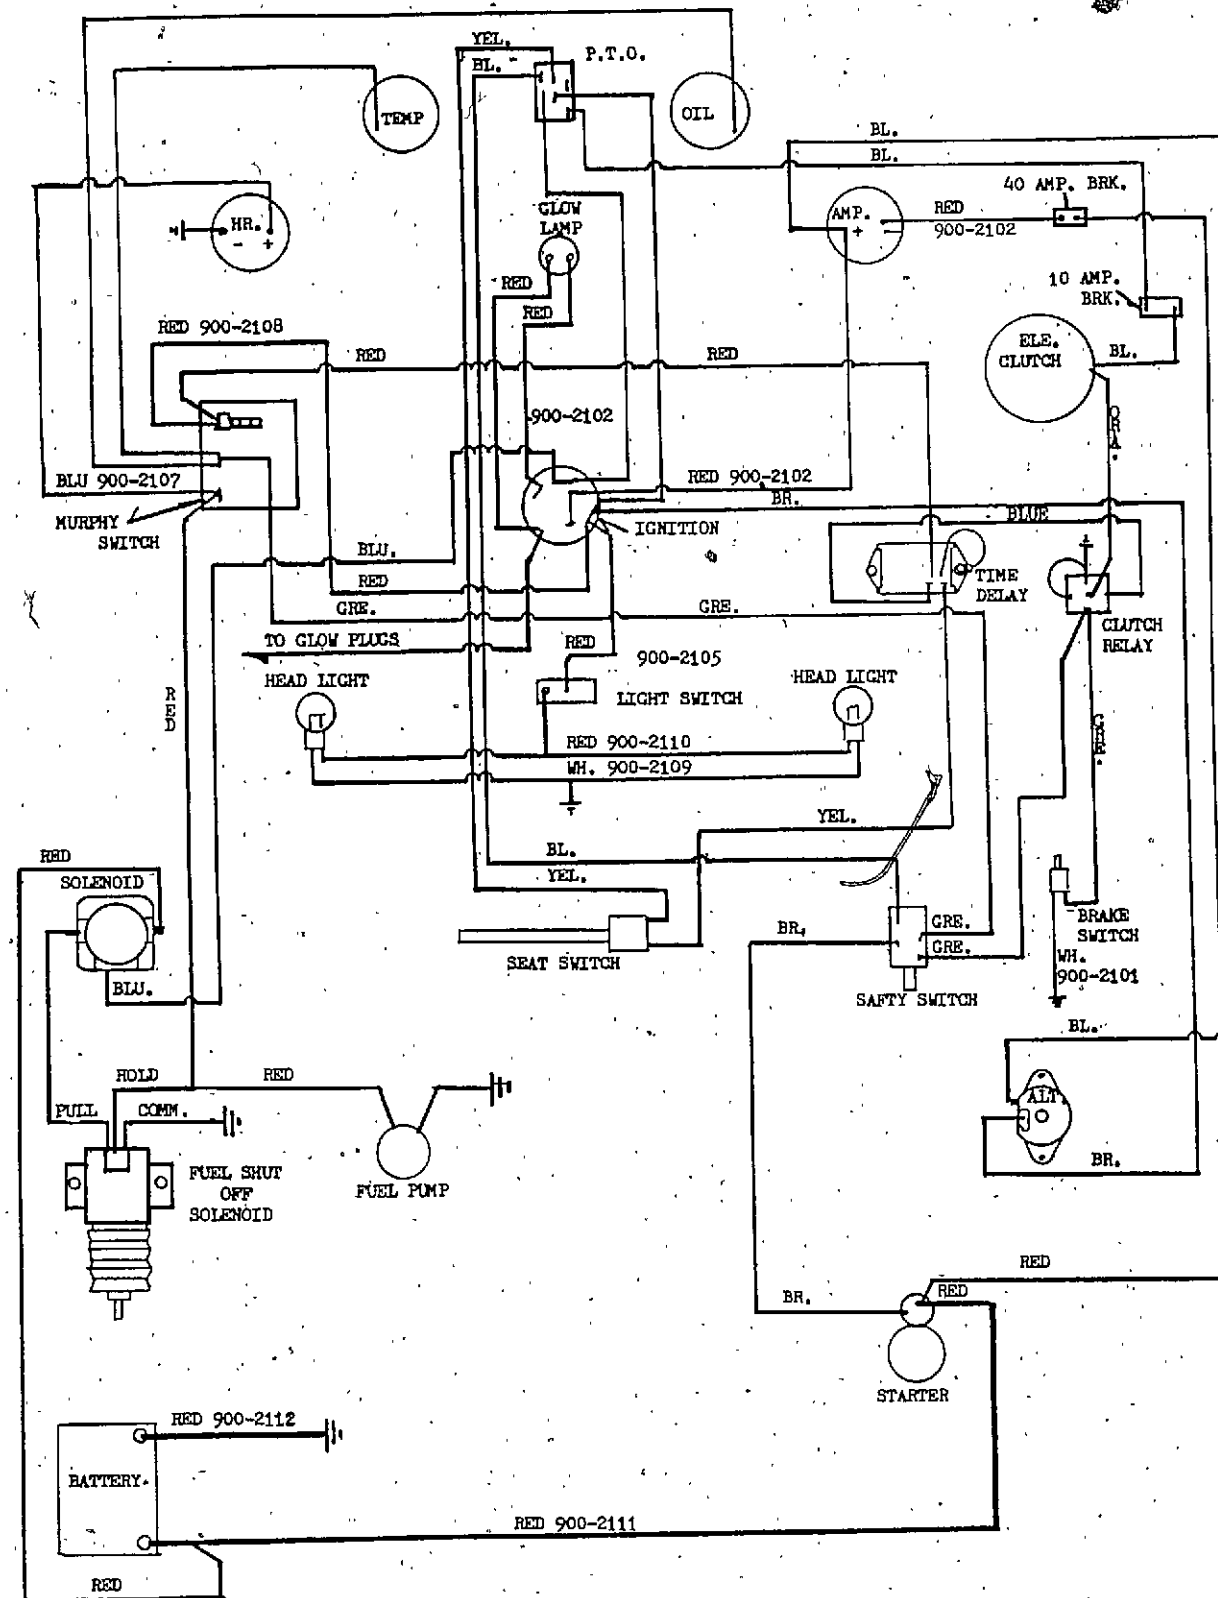 YEL.
P.T.O.
BL.
TEMP
OIL
BL.
BL.
40 AMP. BRK.
HR.
- +
GLOW
LAMP
AMP.
+ -
RED
900-2102
RED
10 AMP.
BRK.
RED
RED 900-2108
RED
RED
ELE.
CLUTCH
BL.
900-2102
ORA.
BLU 900-2107
RED 900-2102
BR.
MURPHY
SWITCH
IGNITION
BLUE
BLU.
RED
TIME
DELAY
GRE.
GRE.
CLUTCH
RELAY
TO GLOW PLUGS
RED
900-2105
HEAD LIGHT
LIGHT SWITCH
HEAD LIGHT
RED
GRE.
RED 900-2110
WH. 900-2109
YEL.
RED
BL.
SOLENOID
YEL.
BR.
GRE.
GRE.
BRAKE
SWITCH
SEAT SWITCH
WH.
900-2101
BLU.
SAFTY SWITCH
BL.
HOLD
RED
PULL
COMM.
ALT.
BR.
FUEL SHUT
OFF
SOLENOID
FUEL PUMP
RED
RED
BR.
STARTER
RED 900-2112
BATTERY
RED 900-2111
RED